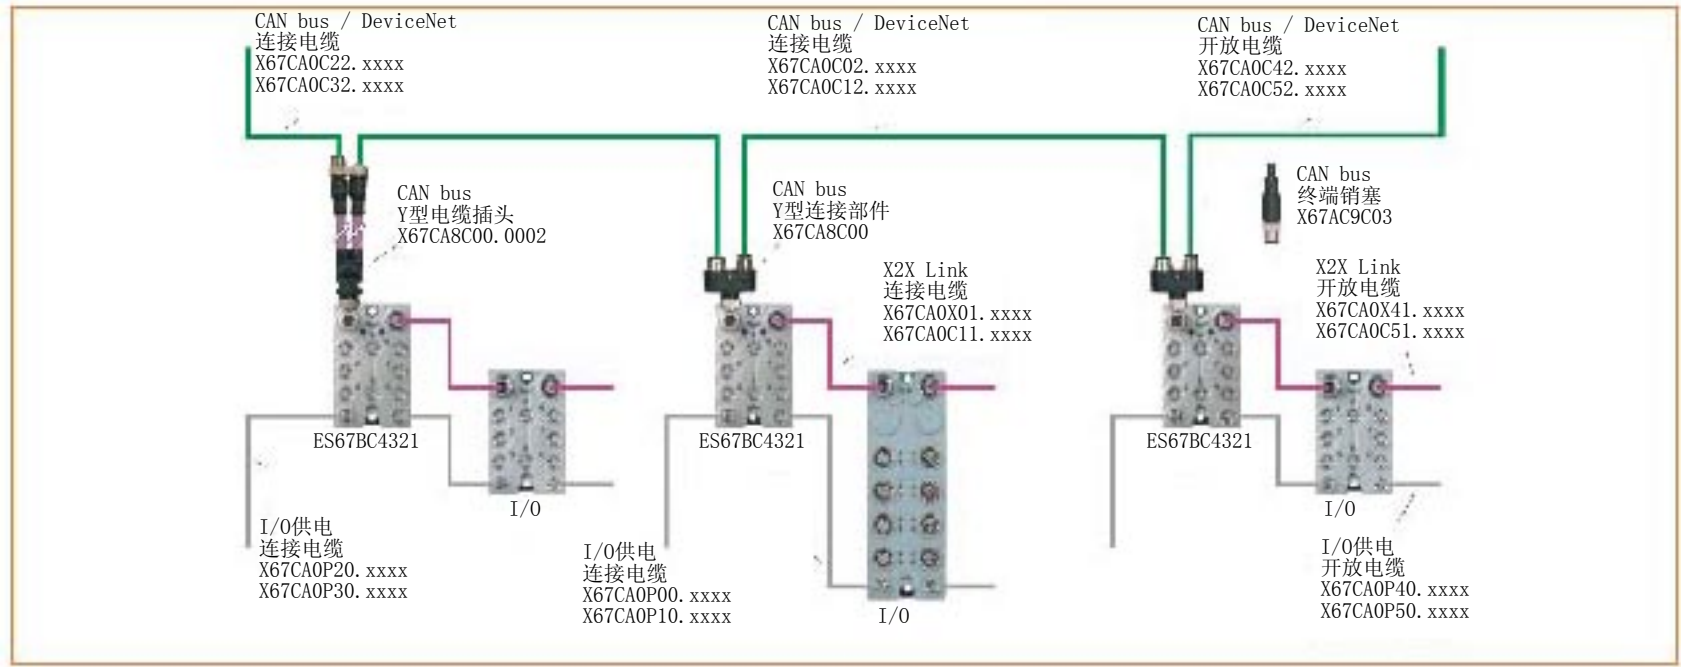 CAN bus / DeviceNet
连接电缆
X67CA0C22.xxxx
X67CA0C32.xxxx
CAN bus / DeviceNet
连接电缆
X67CA0C02.xxxx
X67CA0C12.xxxx
CAN bus / DeviceNet
开放电缆
X67CA0C42.xxxx
X67CA0C52.xxxx
CAN bus
Y型电缆插头
X67CA8C00.0002
CAN bus
Y型连接部件
X67CA8C00
CAN bus
终端销塞
X67AC9C03
X2X Link
连接电缆
X67CA0X01.xxxx
X67CA0C11.xxxx
X2X Link
开放电缆
X67CA0X41.xxxx
X67CA0C51.xxxx
ES67BC4321
ES67BC4321
ES67BC4321
I/O
I/O
I/O
I/O供电
连接电缆
X67CA0P20.xxxx
X67CA0P30.xxxx
I/O供电
连接电缆
X67CA0P00.xxxx
X67CA0P10.xxxx
I/O供电
开放电缆
X67CA0P40.xxxx
X67CA0P50.xxxx